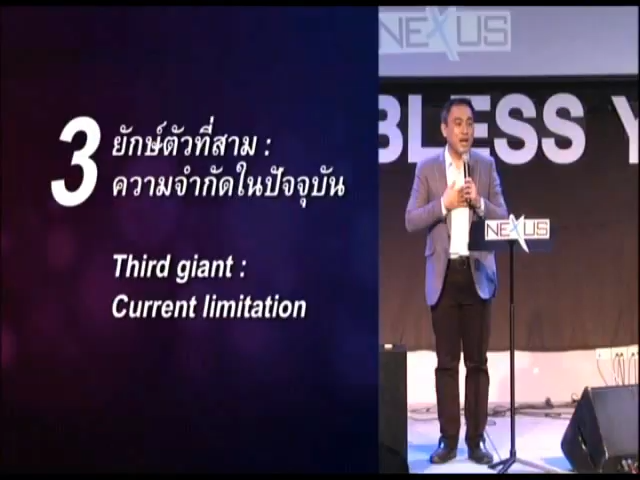 3
ยักษ์ตัวที่สาม :
ความจำกัดในปัจจุบัน
Third giant :
Current limitation
NEXUS
BLESS Y
NEXUS